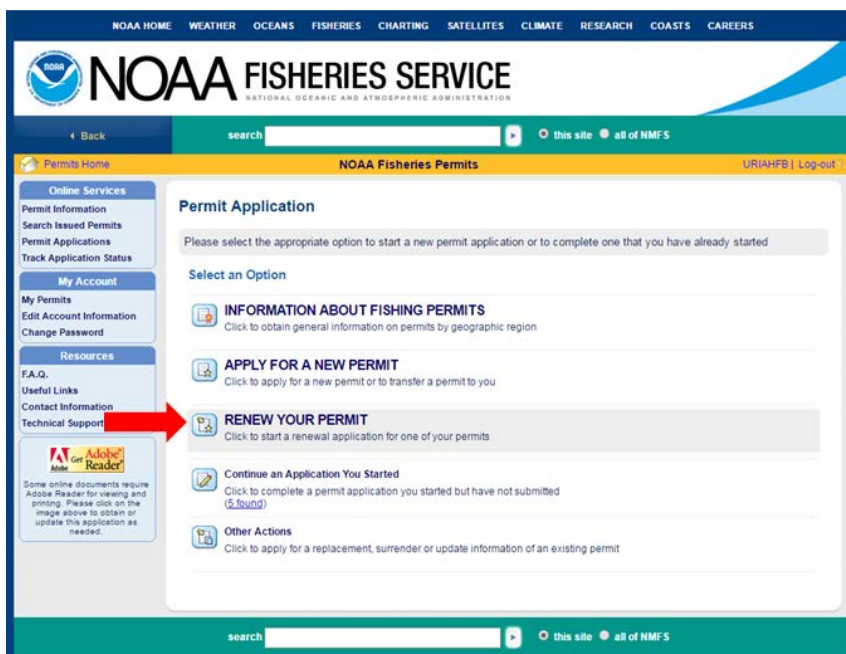 NOAA HOME WEATHER OCEANS FISHERIES CHARTING SATELLITES CLIMATE RESEARCH COASTS CAREERS
NOAA
NOAA FISHERIES SERVICE
NATIONAL OCEANIC AND ATMOSPHERIC ADMINISTRATION
Back
search this site all of NMFS
Permits Home NOAA Fisheries Permits URIAHFB | Log-out
Online Services
Permit Information
Search Issued Permits
Permit Applications
Track Application Status
My Account
My Permits
Edit Account Information
Change Password
Resources
F.A.Q.
Useful Links
Contact Information
Technical Support
Adobe
Get Adobe®
Reader®
Some online documents require
Adobe Reader for viewing and
printing. Please click on the
image above to obtain or
update this application as
needed.
Permit Application
Please select the appropriate option to start a new permit application or to complete one that you have already started
Select an Option
INFORMATION ABOUT FISHING PERMITS
Click to obtain general information on permits by geographic region
APPLY FOR A NEW PERMIT
Click to apply for a new permit or to transfer a permit to you
RENEW YOUR PERMIT
Click to start a renewal application for one of your permits
Continue an Application You Started
Click to complete a permit application you started but have not submitted
(5 found)
Other Actions
Click to apply for a replacement, surrender or update information of an existing permit
search this site all of NMFS